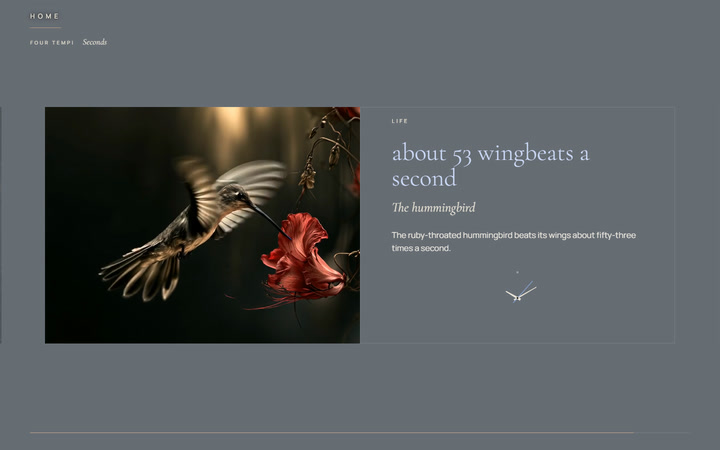 HOME
FOUR TEMPI Seconds
LIFE
about 53 wingbeats a
second
The hummingbird
The ruby-throated hummingbird beats its wings about fifty-three
times a second.